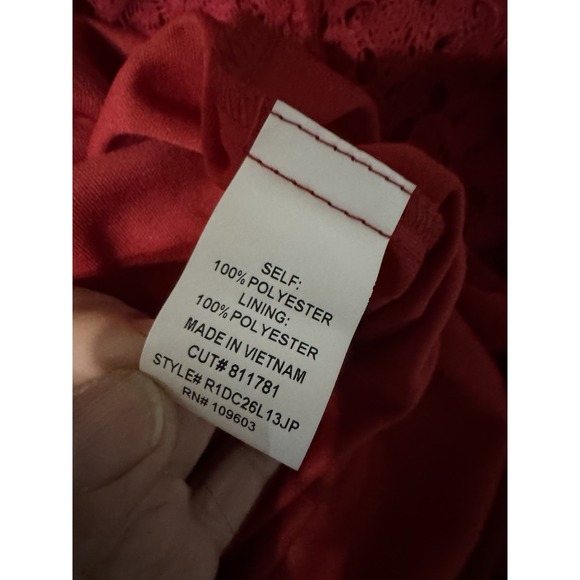 SELF:
100% POLYESTER
LINING:
100% POLYESTER
MADE IN VIETNAM
CUT# 811781
STYLE# R1DC26L13JP
RN# 109603